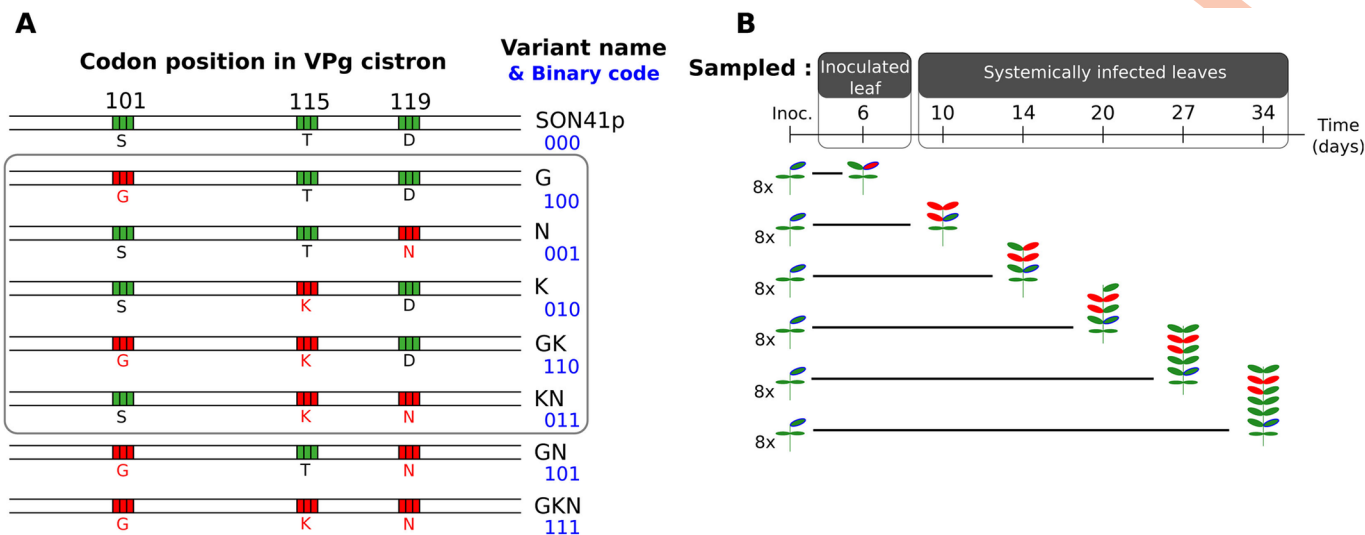 A
Codon position in VPg cistron
Variant name
& Binary code
101 115 119
SON41p
S T D
000
G
G T D
100
N
S T N
001
K
S K D
010
GK
G K D
110
KN
S K N
011
GN
G T N
101
GKN
G K N
111
B
Sampled :
Inoculated
leaf
Systemically infected leaves
Inoc. 6 10 14 20 27 34
Time
(days)
8x
8x
8x
8x
8x
8x